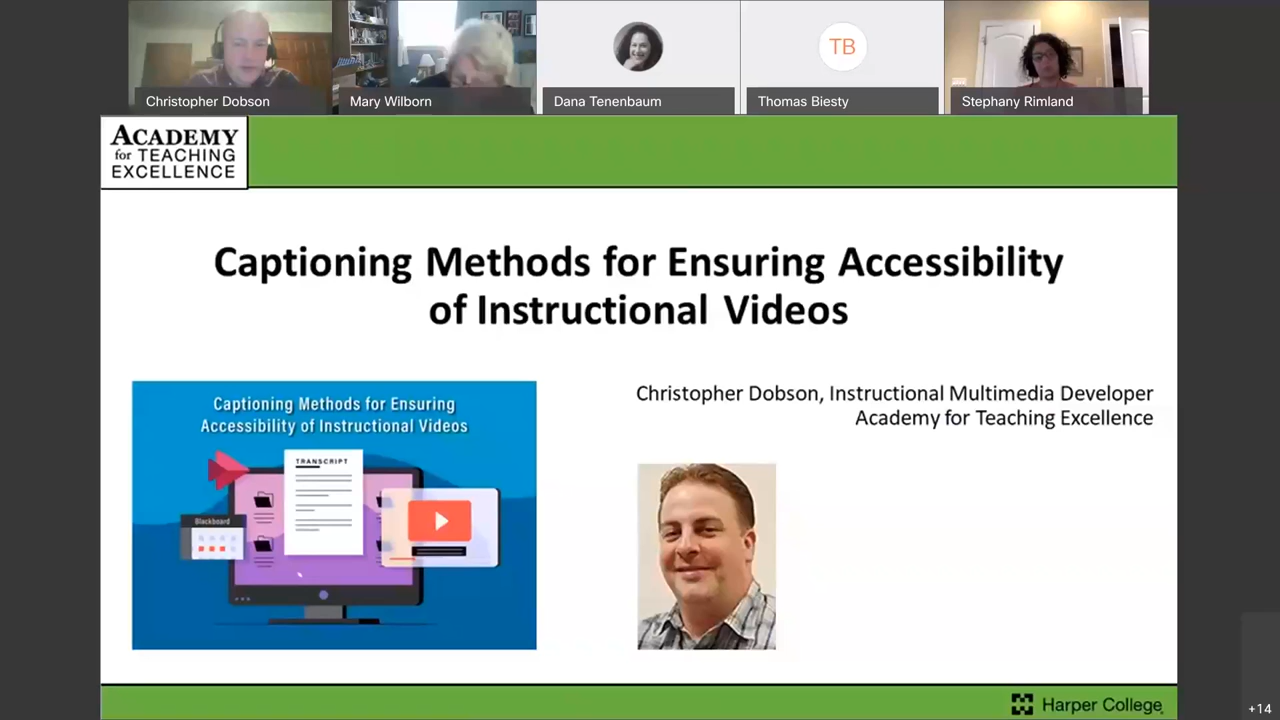 Christopher Dobson
Mary Wilborn
Dana Tenenbaum
TB
Thomas Biesty
Stephany Rimland
ACADEMY
for TEACHING
EXCELLENCE
Captioning Methods for Ensuring Accessibility
of Instructional Videos
Captioning Methods for Ensuring
Accessibility of Instructional Videos
TRANSCRIPT
Blackboard
Christopher Dobson, Instructional Multimedia Developer
Academy for Teaching Excellence
Harper College
+14